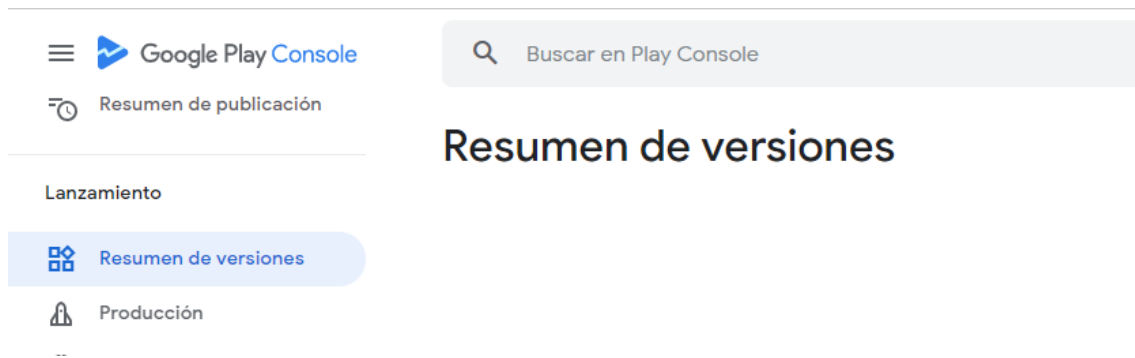 Google Play Console
Buscar en Play Console
Resumen de publicación
Resumen de versiones
Lanzamiento
Resumen de versiones
Producción